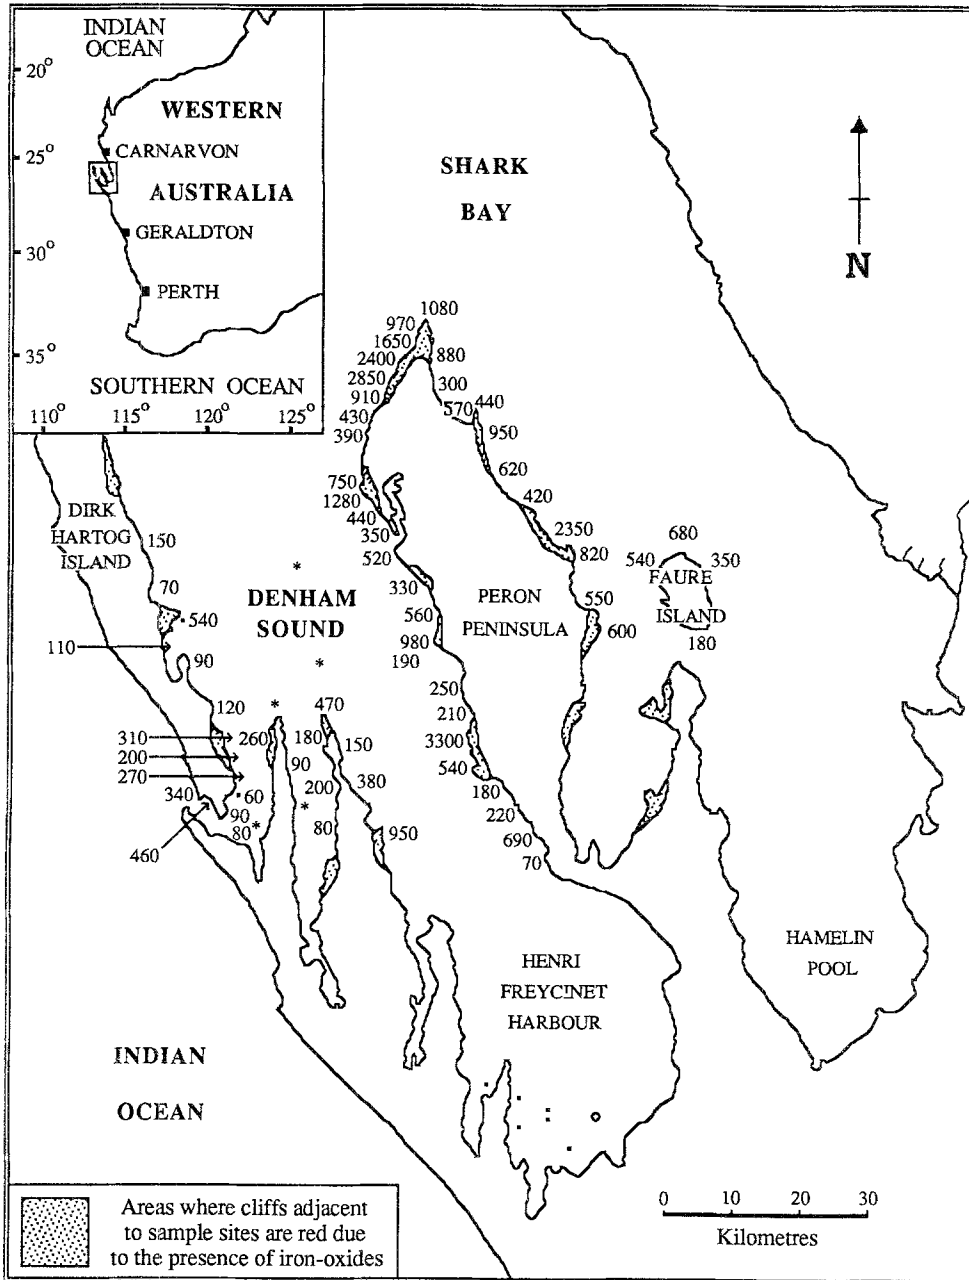 INDIAN
OCEAN
20°
WESTERN
25°
CARNARVON
AUSTRALIA
GERALDTON
30°
PERTH
35°
SOUTHERN OCEAN
110° 115° 120° 125°
SHARK
BAY
N
1080
970
1650
2400
880
2850
910
300
430
570
440
390
950
620
750
1280
420
440
350
2350
520
820
680
540
350
FAURE
ISLAND
180
DIRK
HARTOG
ISLAND
150
70
540
110
90
DENHAM
SOUND
*
*
*
330
PERON
PENINSULA
560
550
600
980
190
250
210
3300
540
180
220
690
70
120
310
260
200
270
340
60
90
80*
460
470
180
150
90
200
380
*
80
950
HENRI
FREYCINET
HARBOUR
HAMELIN
POOL
INDIAN
OCEAN
Areas where cliffs adjacent
to sample sites are red due
to the presence of iron-oxides
0 10 20 30
Kilometres